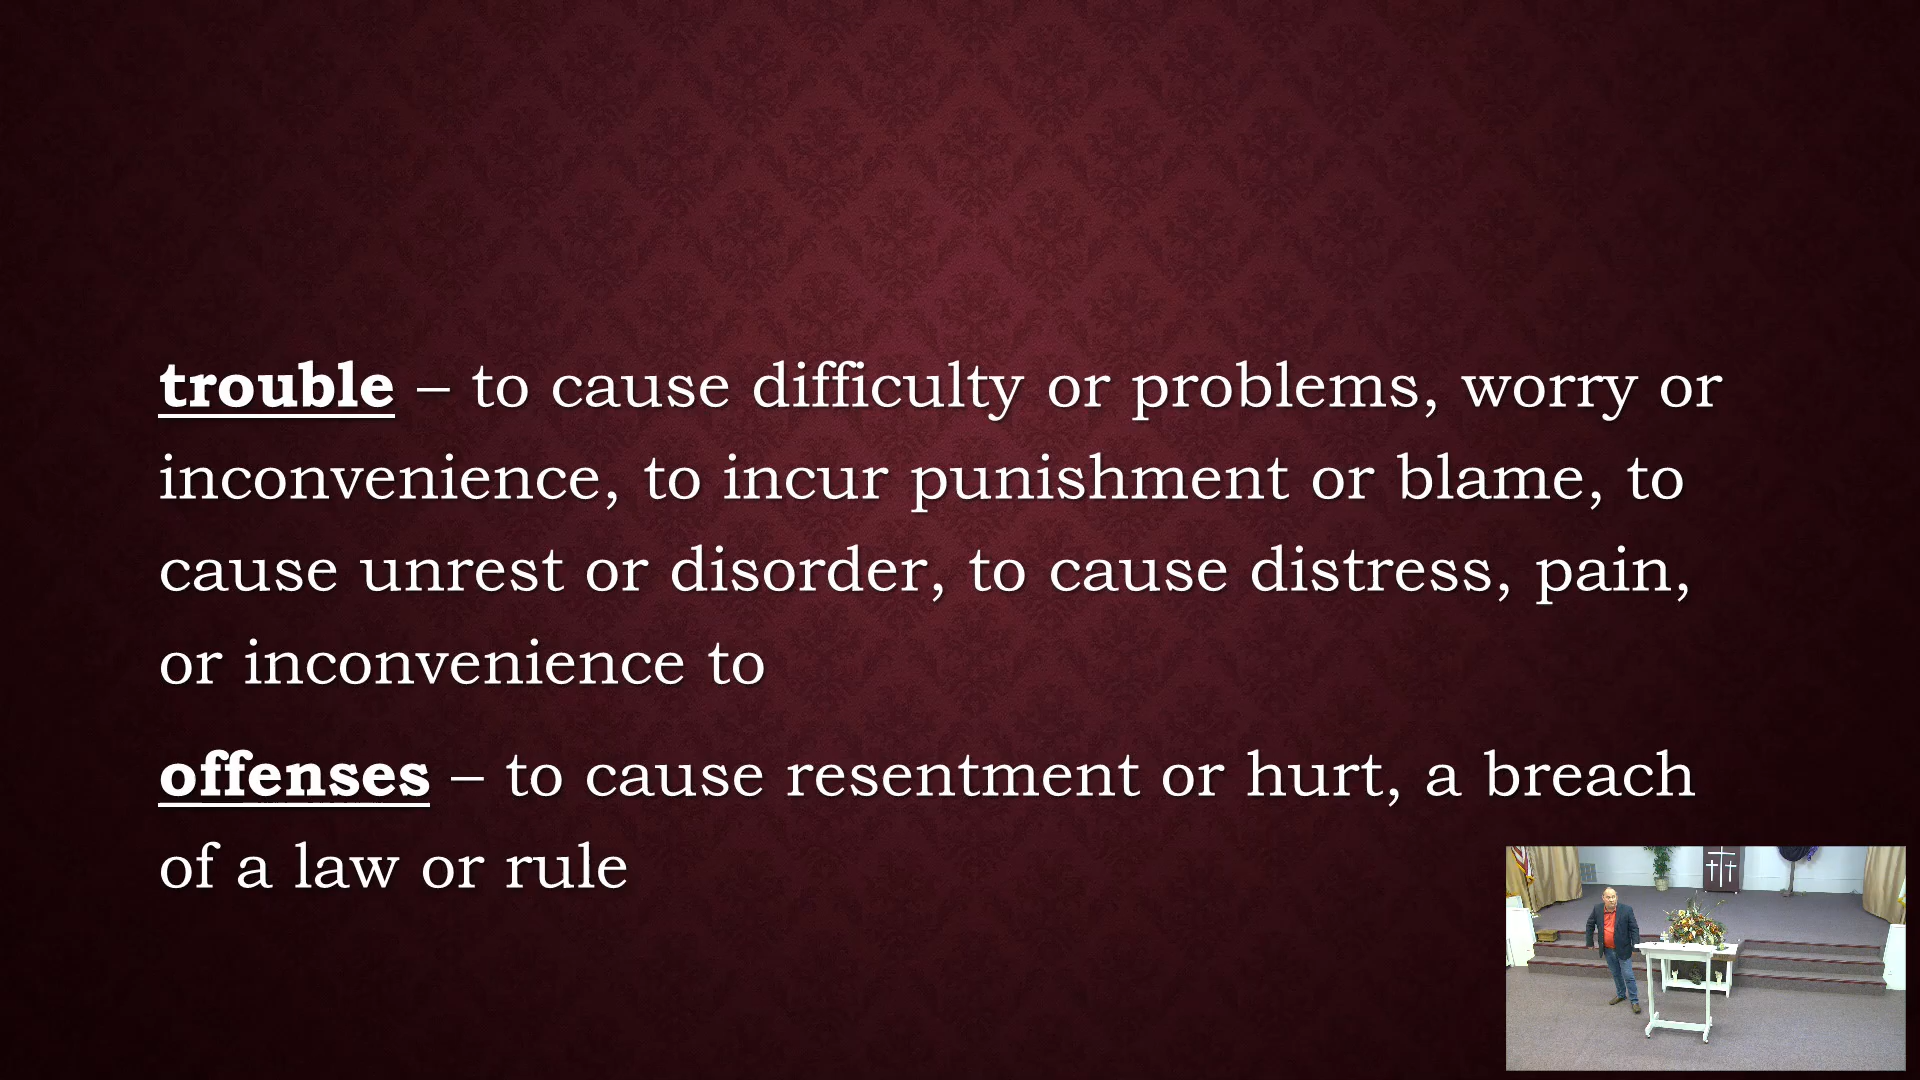 trouble – to cause difficulty or problems, worry or
inconvenience, to incur punishment or blame, to
cause unrest or disorder, to cause distress, pain,
or inconvenience to
offenses – to cause resentment or hurt, a breach
of a law or rule